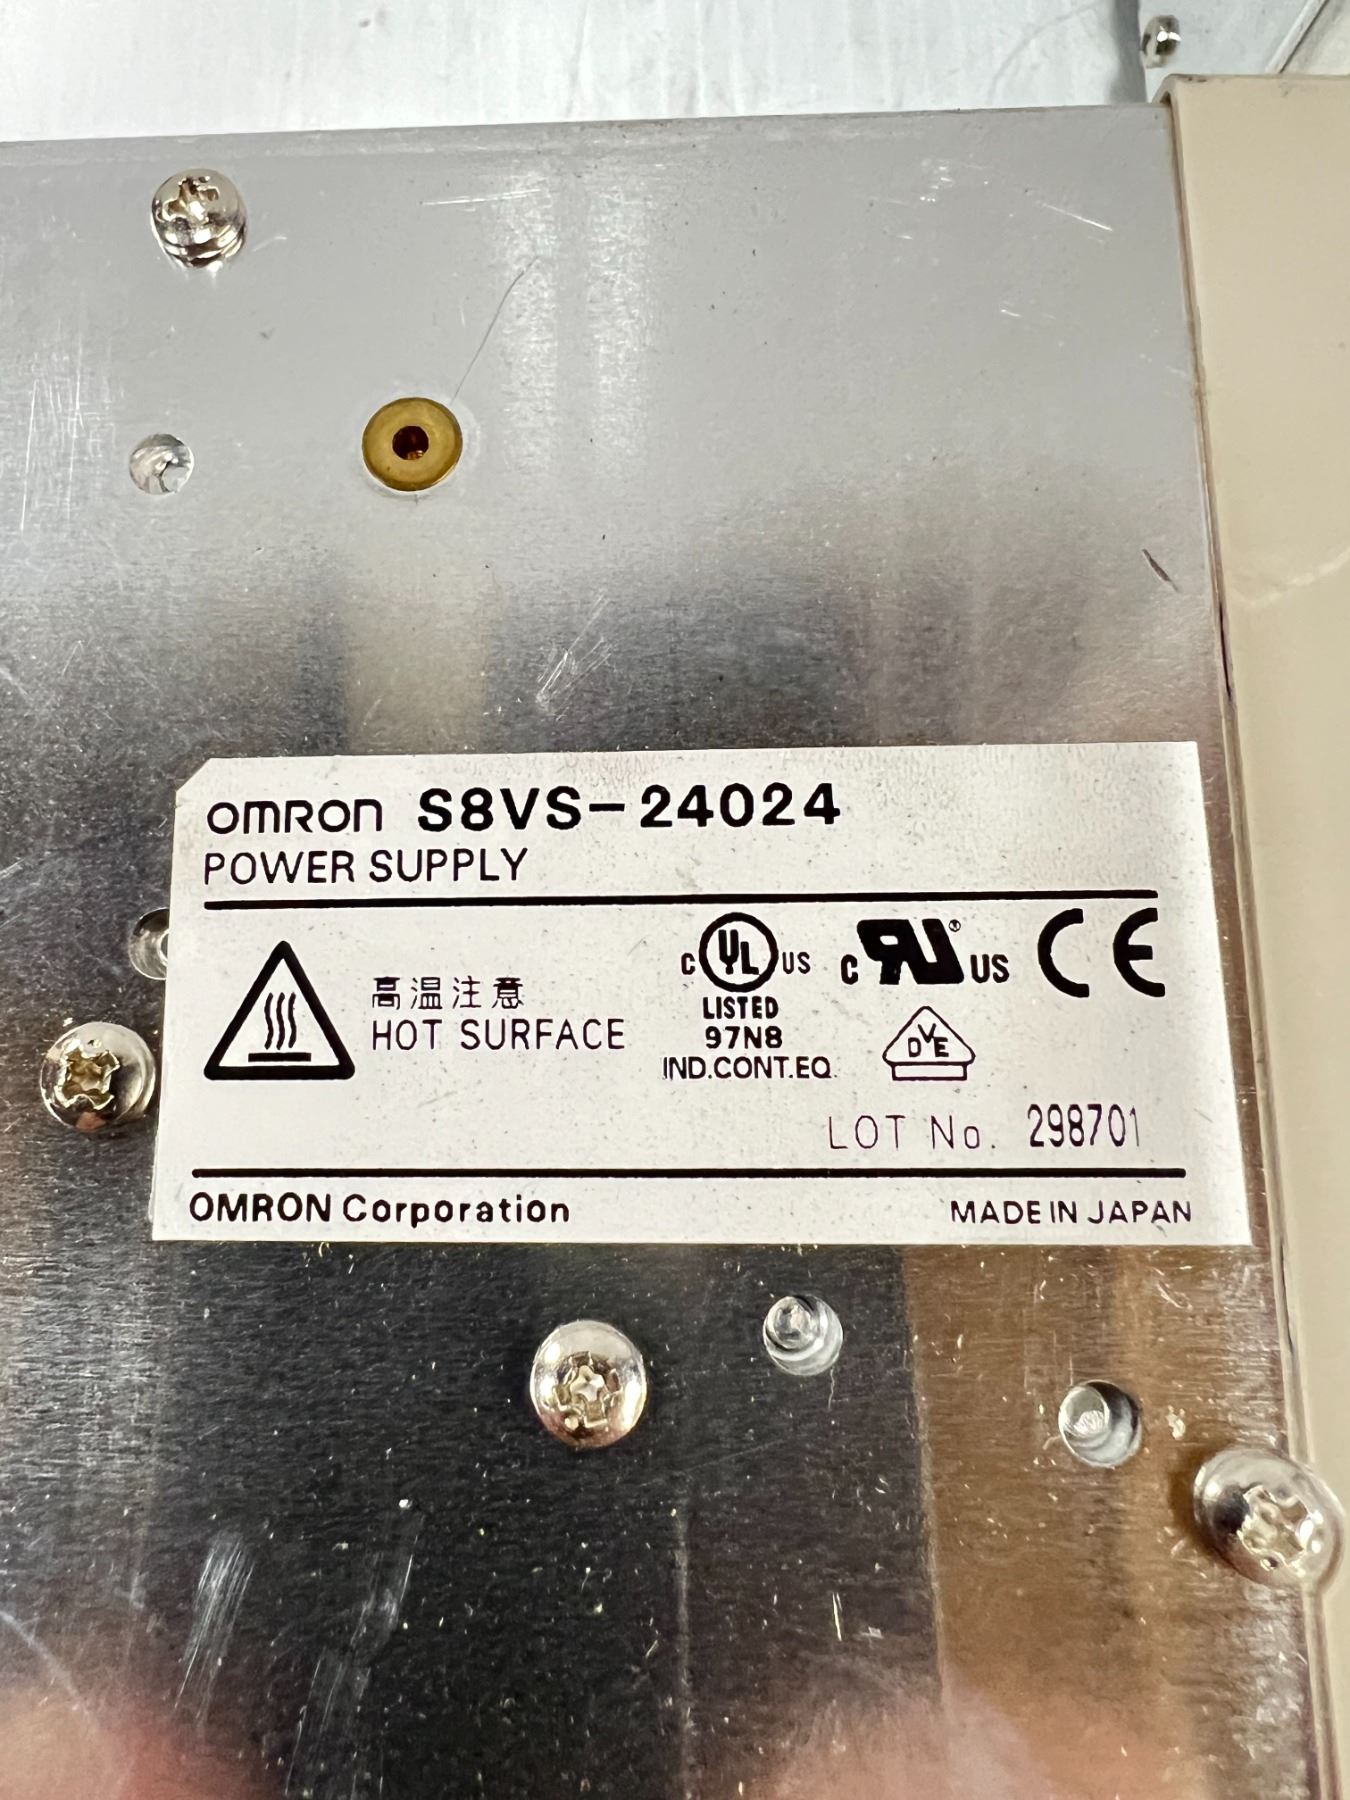 omron S8VS-24024
POWER SUPPLY
高温注意
HOT SURFACE
C UL US
LISTED
97N8
IND.CONT.EQ.
C RU® US
CE
DVE
LOT No. 298701
OMRON Corporation
MADE IN JAPAN